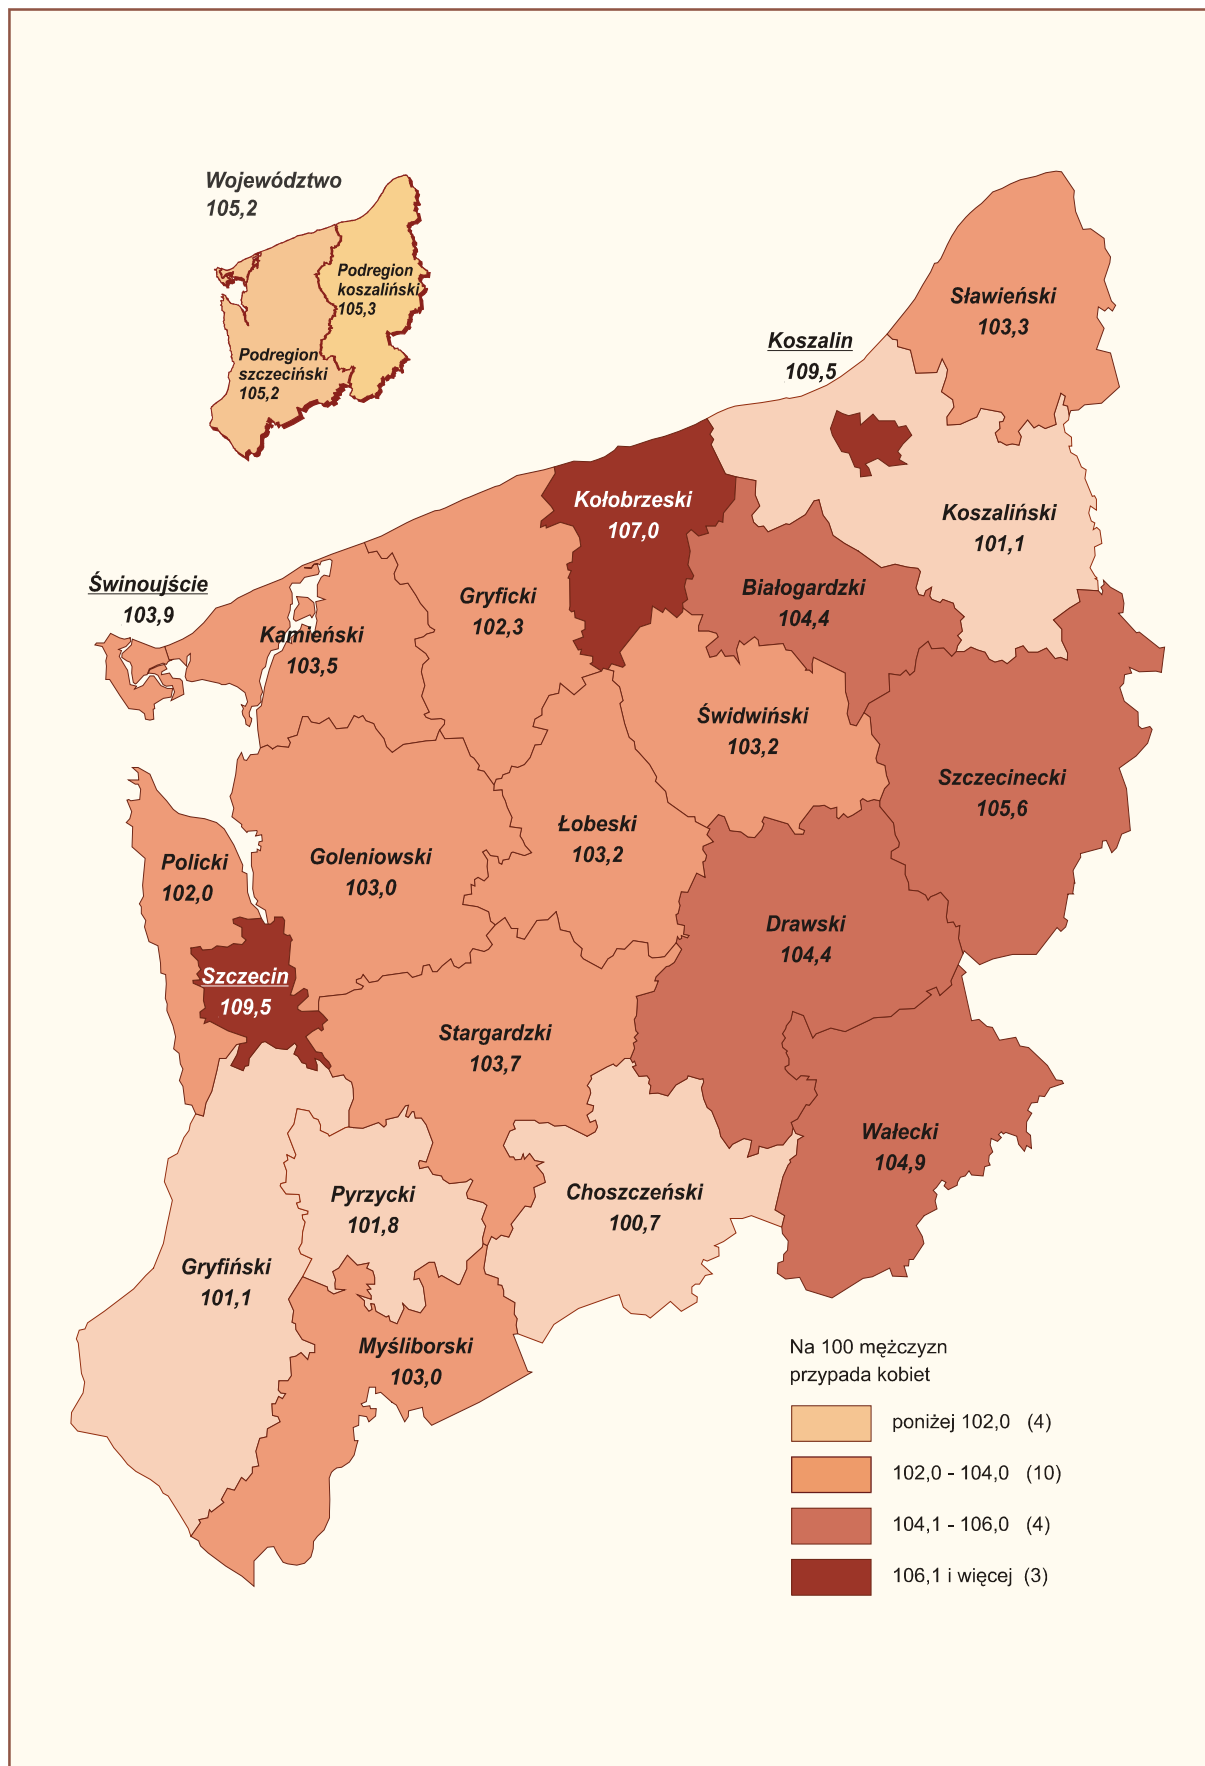 Województwo
105,2
Podregion
koszaliński
105,3
Podregion
szczeciński
105,2
Sławieński
103,3
Koszalin
109,5
Kołobrzeski
107,0
Koszaliński
101,1
Świnoujście
103,9
Kamieński
103,5
Gryficki
102,3
Białogardzki
104,4
Świdwiński
103,2
Szczecinecki
105,6
Policki
102,0
Goleniowski
103,0
Łobeski
103,2
Drawski
104,4
Szczecin
109,5
Stargardzki
103,7
Wałecki
104,9
Pyrzycki
101,8
Choszczeński
100,7
Gryfiński
101,1
Myśliborski
103,0
Na 100 mężczyzn
przypada kobiet
poniżej 102,0 (4)
102,0 - 104,0 (10)
104,1 - 106,0 (4)
106,1 i więcej (3)